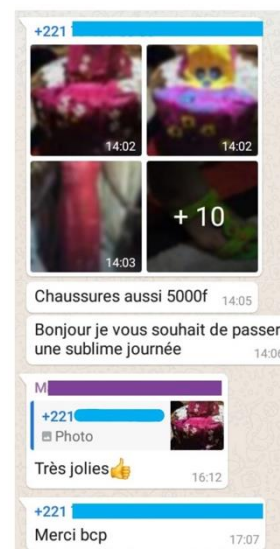 +221
14:02
14:02
14:03
+ 10
Chaussures aussi 5000f 14:05
Bonjour je vous souhait de passer
une sublime journée 14:06
M
+221
Photo
Très jolies👍 16:12
+221
Merci bcp 17:07